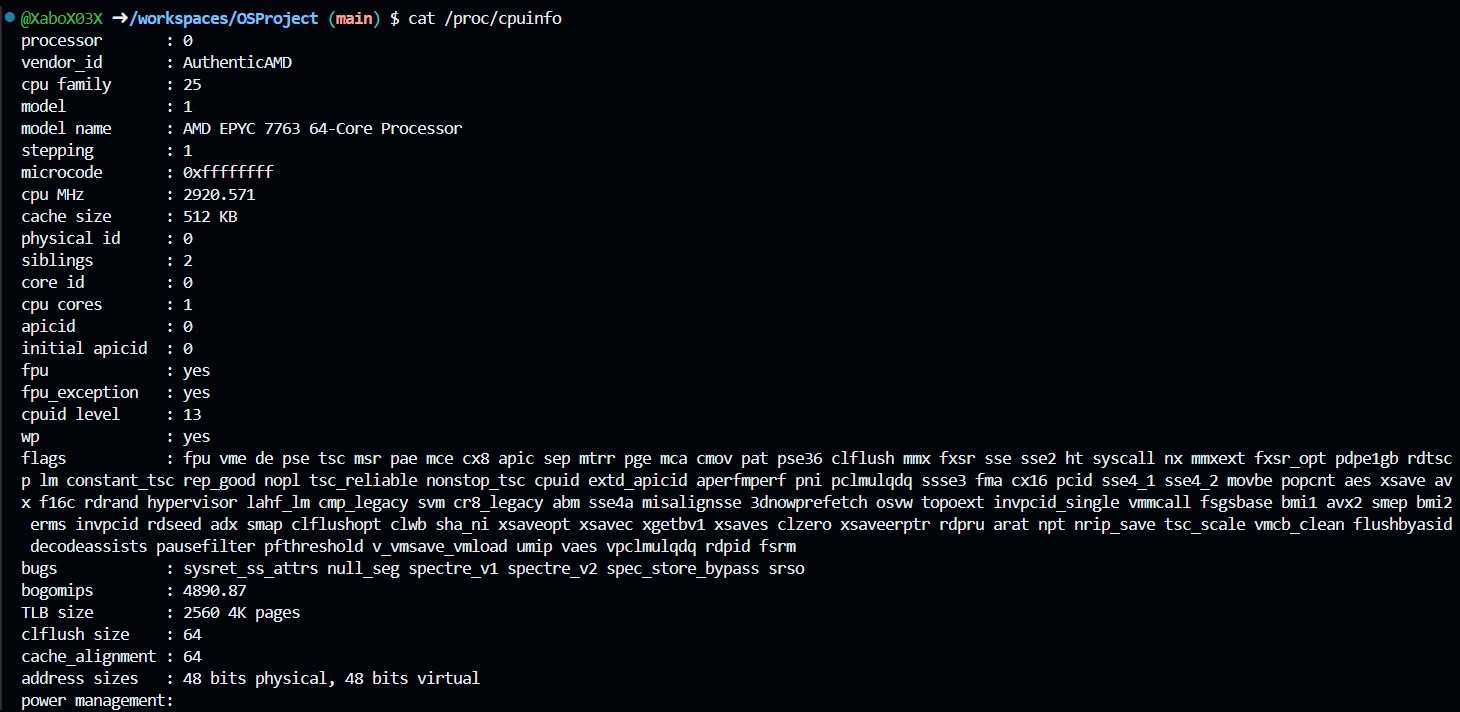 @XaboX03X ➜/workspaces/OSProject (main) $ cat /proc/cpuinfo
processor       : 0
vendor_id       : AuthenticAMD
cpu family      : 25
model           : 1
model name      : AMD EPYC 7763 64-Core Processor
stepping        : 1
microcode       : 0xffffffff
cpu MHz         : 2920.571
cache size      : 512 KB
physical id     : 0
siblings        : 2
core id         : 0
cpu cores       : 1
apicid          : 0
initial apicid  : 0
fpu             : yes
fpu_exception   : yes
cpuid level     : 13
wp              : yes
flags           : fpu vme de pse tsc msr pae mce cx8 apic sep mtrr pge mca cmov pat pse36 clflush mmx fxsr sse sse2 ht syscall nx mmxext fxsr_opt pdpe1gb rdtsc
p lm constant_tsc rep_good nopl tsc_reliable nonstop_tsc cpuid extd_apicid aperfmperf pni pclmulqdq ssse3 fma cx16 pcid sse4_1 sse4_2 movbe popcnt aes xsave av
x f16c rdrand hypervisor lahf_lm cmp_legacy svm cr8_legacy abm sse4a misalignsse 3dnowprefetch osvw topoext invpcid_single vmmcall fsgsbase bmi1 avx2 smep bmi2
 erms invpcid rdseed adx smap clflushopt clwb sha_ni xsaveopt xsavec xgetbv1 xsaves clzero xsaveerptr rdpru arat npt nrip_save tsc_scale vmcb_clean flushbyasid
 decodeassists pausefilter pfthreshold v_vmsave_vmload umip vaes vpclmulqdq rdpid fsrm
bugs            : sysret_ss_attrs null_seg spectre_v1 spectre_v2 spec_store_bypass srso
bogomips        : 4890.87
TLB size        : 2560 4K pages
clflush size    : 64
cache_alignment : 64
address sizes   : 48 bits physical, 48 bits virtual
power management: